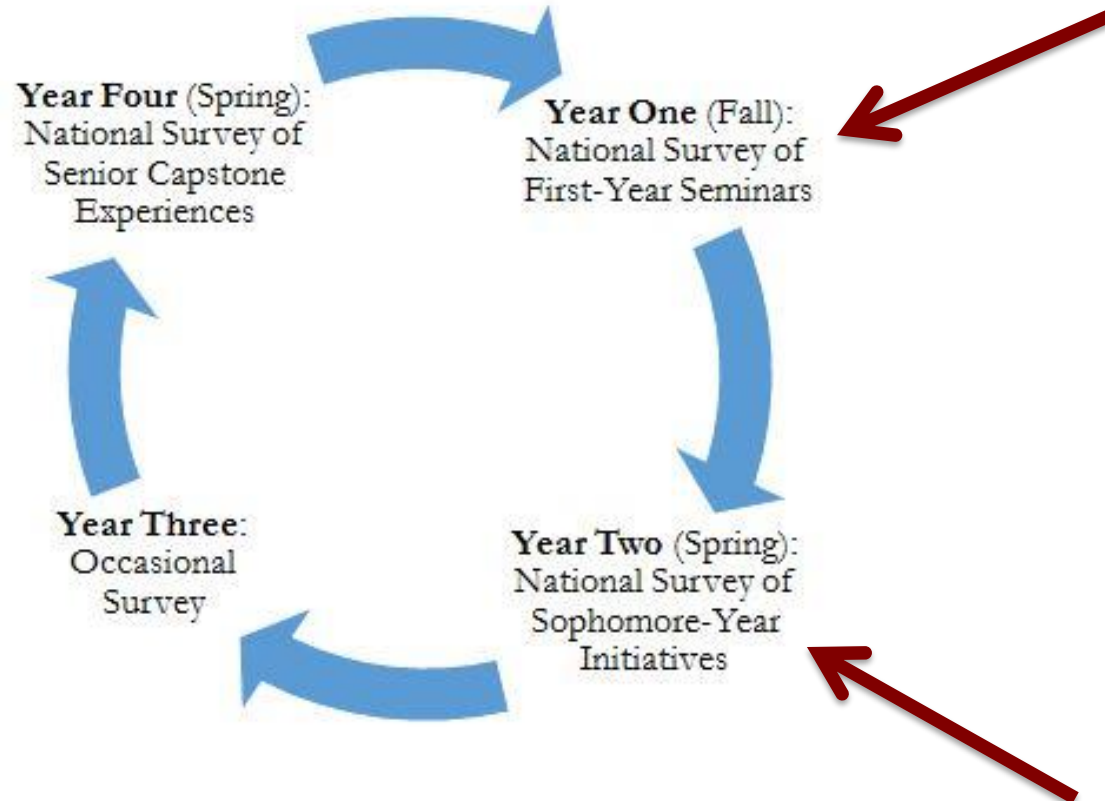 Year One (Fall):
National Survey of
First-Year Seminars
Year Two (Spring):
National Survey of
Sophomore-Year
Initiatives
Year Three:
Occasional
Survey
Year Four (Spring):
National Survey of
Senior Capstone
Experiences